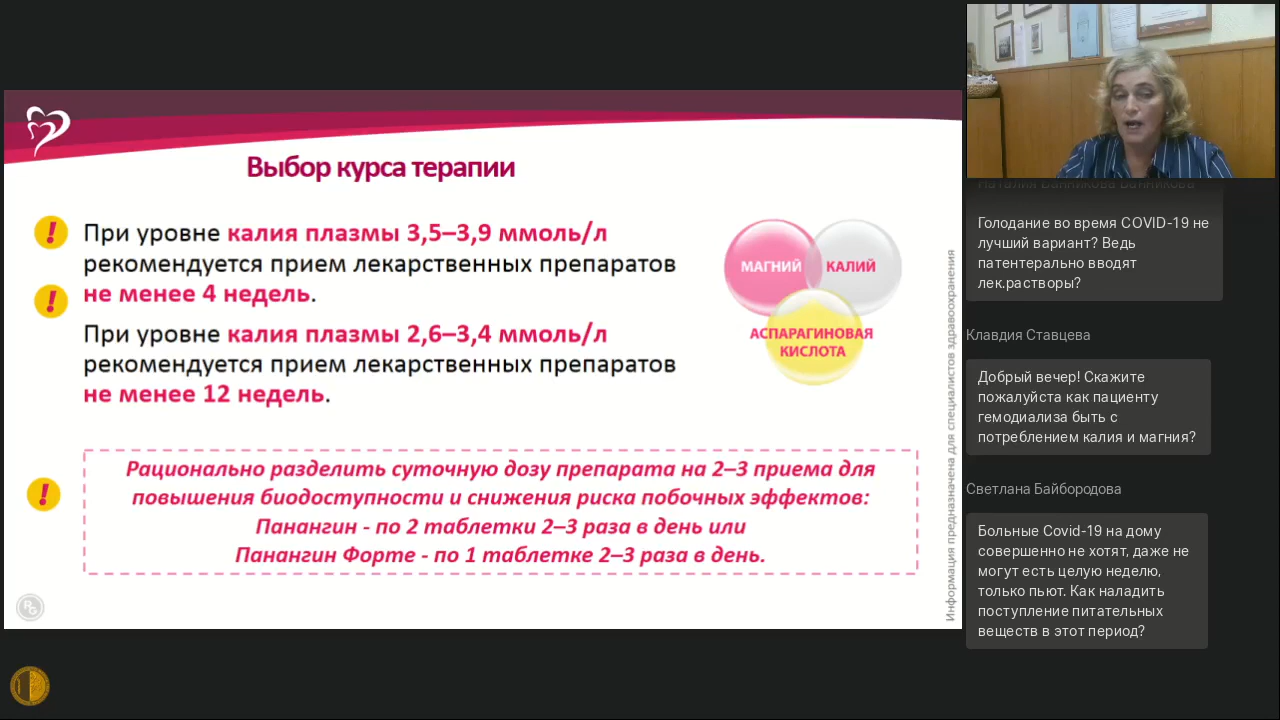 Выбор курса терапии
При уровне калия плазмы 3,5–3,9 ммоль/л
рекомендуется прием лекарственных препаратов
не менее 4 недель.
При уровне калия плазмы 2,6–3,4 ммоль/л
рекомендуется прием лекарственных препаратов
не менее 12 недель.
МАГНИЙ
КАЛИЙ
АСПАРАГИНОВАЯ
КИСЛОТА
Рационально разделить суточную дозу препарата на 2–3 приема для
повышения биодоступности и снижения риска побочных эффектов:
Панангин - по 2 таблетки 2–3 раза в день или
Панангин Форте - по 1 таблетке 2–3 раза в день.
Информация предназначена для специалистов здравоохранения
RG
Наталия Банникова Банникова
Голодание во время COVID-19 не
лучший вариант? Ведь
патентерально вводят
лек.растворы?
Клавдия Ставцева
Добрый вечер! Скажите
пожалуйста как пациенту
гемодиализа быть с
потреблением калия и магния?
Светлана Байбородова
Больные Covid-19 на дому
совершенно не хотят, даже не
могут есть целую неделю,
только пьют. Как наладить
поступление питательных
веществ в этот период?